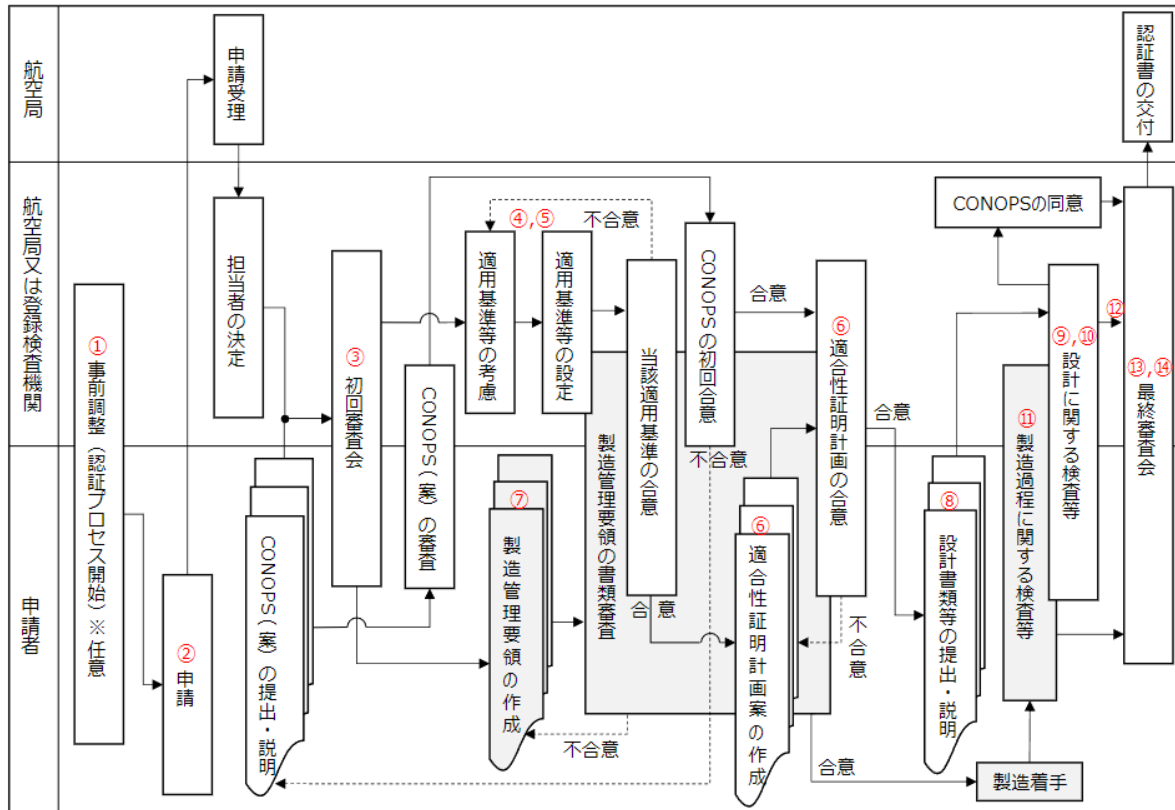 航空局
航空局又は登録検査機関
申請者
① 事前調整（認証プロセス開始）※任意
② 申請
申請受理
担当者の決定
CONOPS（案）の提出・説明
③ 初回審査会
CONOPS（案）の審査
④,⑤
適用基準等の考慮
適用基準等の設定
⑦ 製造管理要領の作成
製造管理要領の書類審査
当該適用基準の合意
不合意
合意
不合意
CONOPSの初回合意
合意
不合意
⑥ 適合性証明計画案の作成
⑥ 適合性証明計画の合意
合意
不合意
合意
⑧ 設計書類等の提出・説明
製造着手
⑪ 製造過程に関する検査等
⑨,⑩ 設計に関する検査等
CONOPSの同意
⑫
⑬,⑭ 最終審査会
認証書の交付